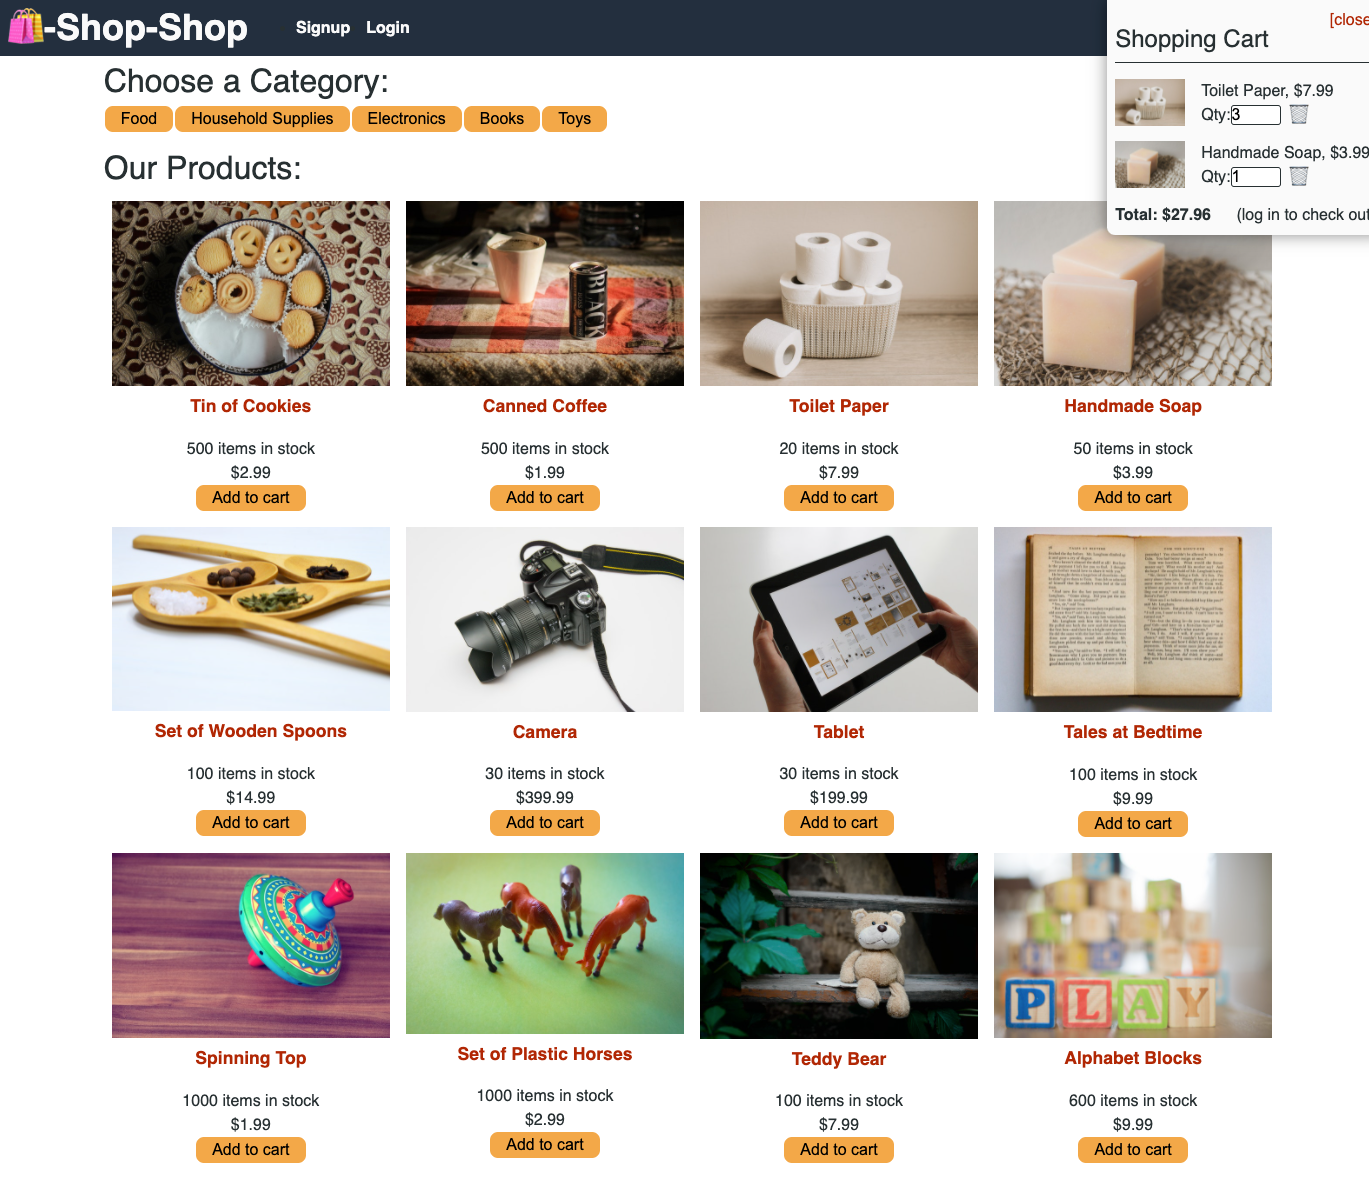 -Shop-Shop
Signup Login
[close
Shopping Cart
Toilet Paper, $7.99
Qty:3
Handmade Soap, $3.99
Qty:1
Total: $27.96 (log in to check out
Choose a Category:
Food Household Supplies Electronics Books Toys
Our Products:
BLACK
Tin of Cookies Canned Coffee Toilet Paper Handmade Soap
500 items in stock 500 items in stock 20 items in stock 50 items in stock
$2.99 $1.99 $7.99 $3.99
Add to cart Add to cart Add to cart Add to cart
Set of Wooden Spoons Camera Tablet Tales at Bedtime
100 items in stock 30 items in stock 30 items in stock 100 items in stock
$14.99 $399.99 $199.99 $9.99
Add to cart Add to cart Add to cart Add to cart
PLAY
Spinning Top Set of Plastic Horses Teddy Bear Alphabet Blocks
1000 items in stock 1000 items in stock 100 items in stock 600 items in stock
$1.99 $2.99 $7.99 $9.99
Add to cart Add to cart Add to cart Add to cart